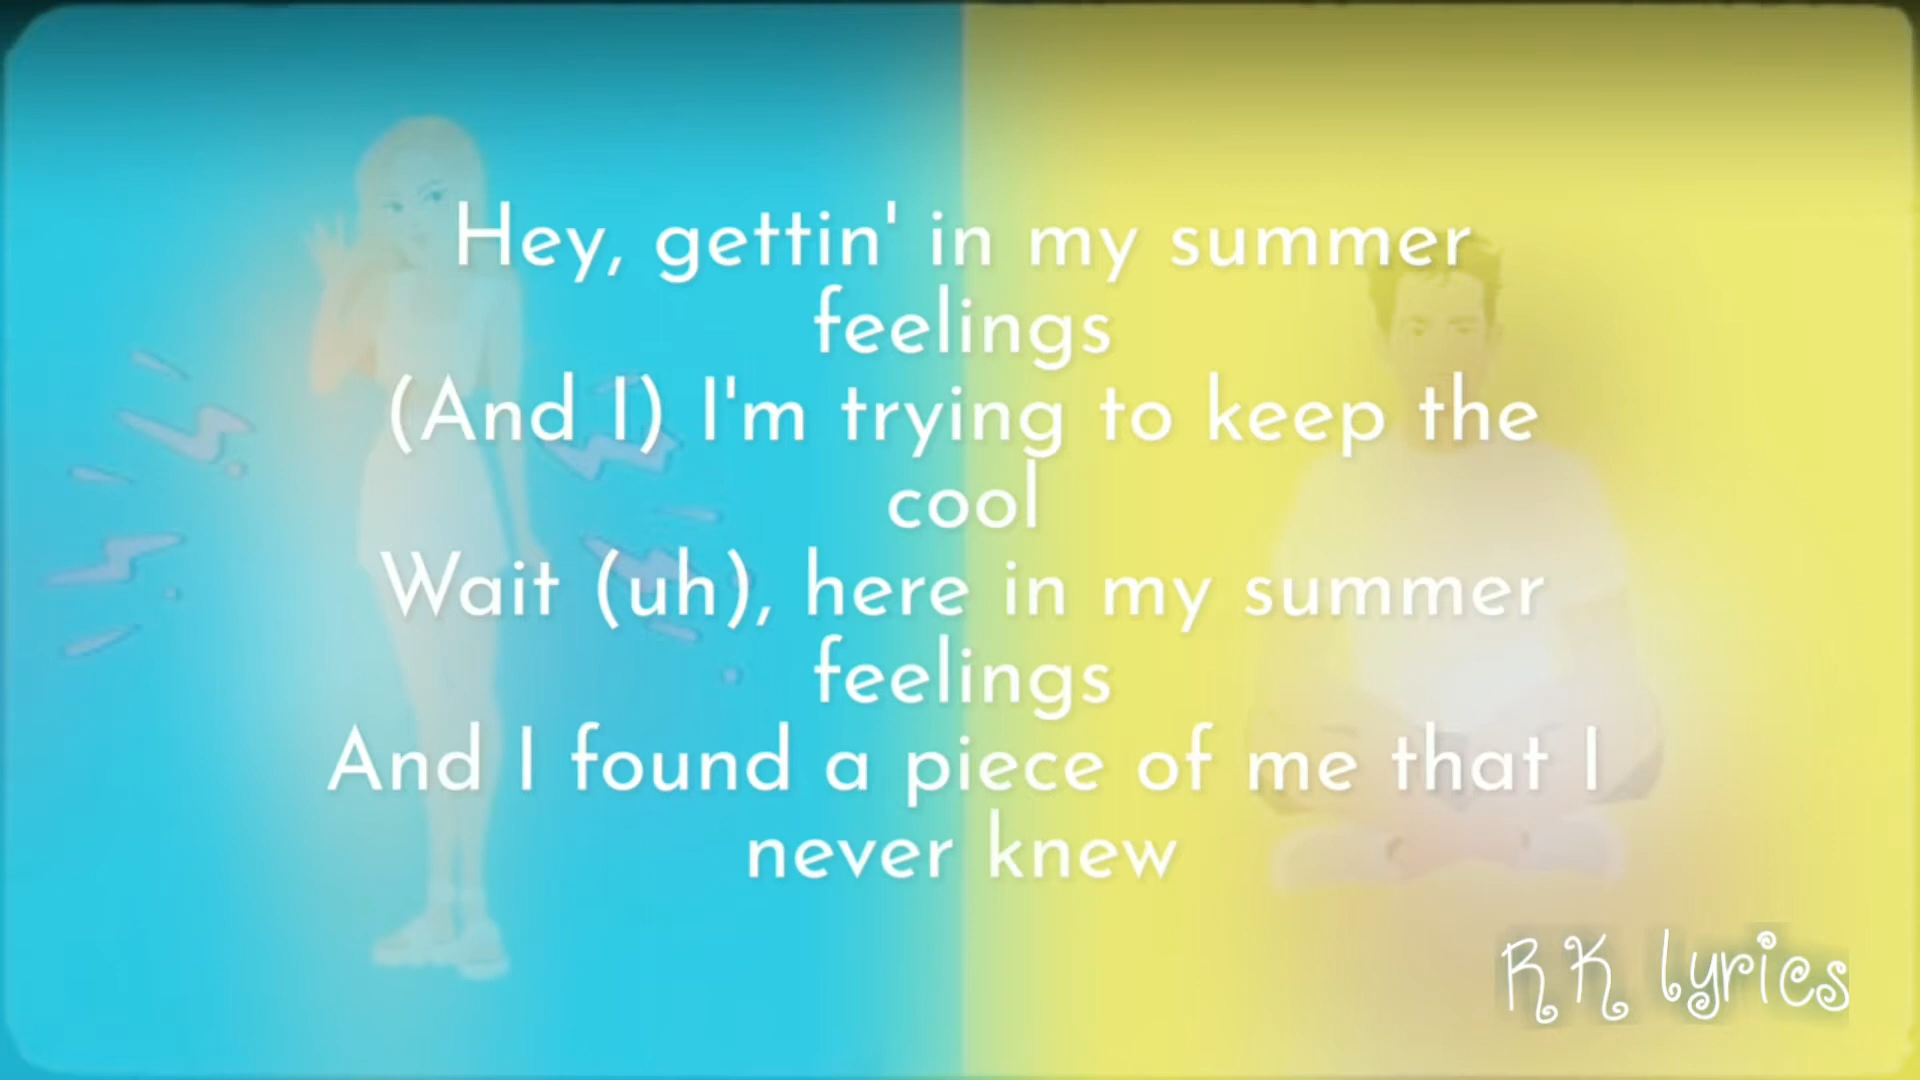 Hey, gettin' in my summer
feelings
(And I) I'm trying to keep the
cool
Wait (uh), here in my summer
feelings
And I found a piece of me that I
never knew
RK lyrics